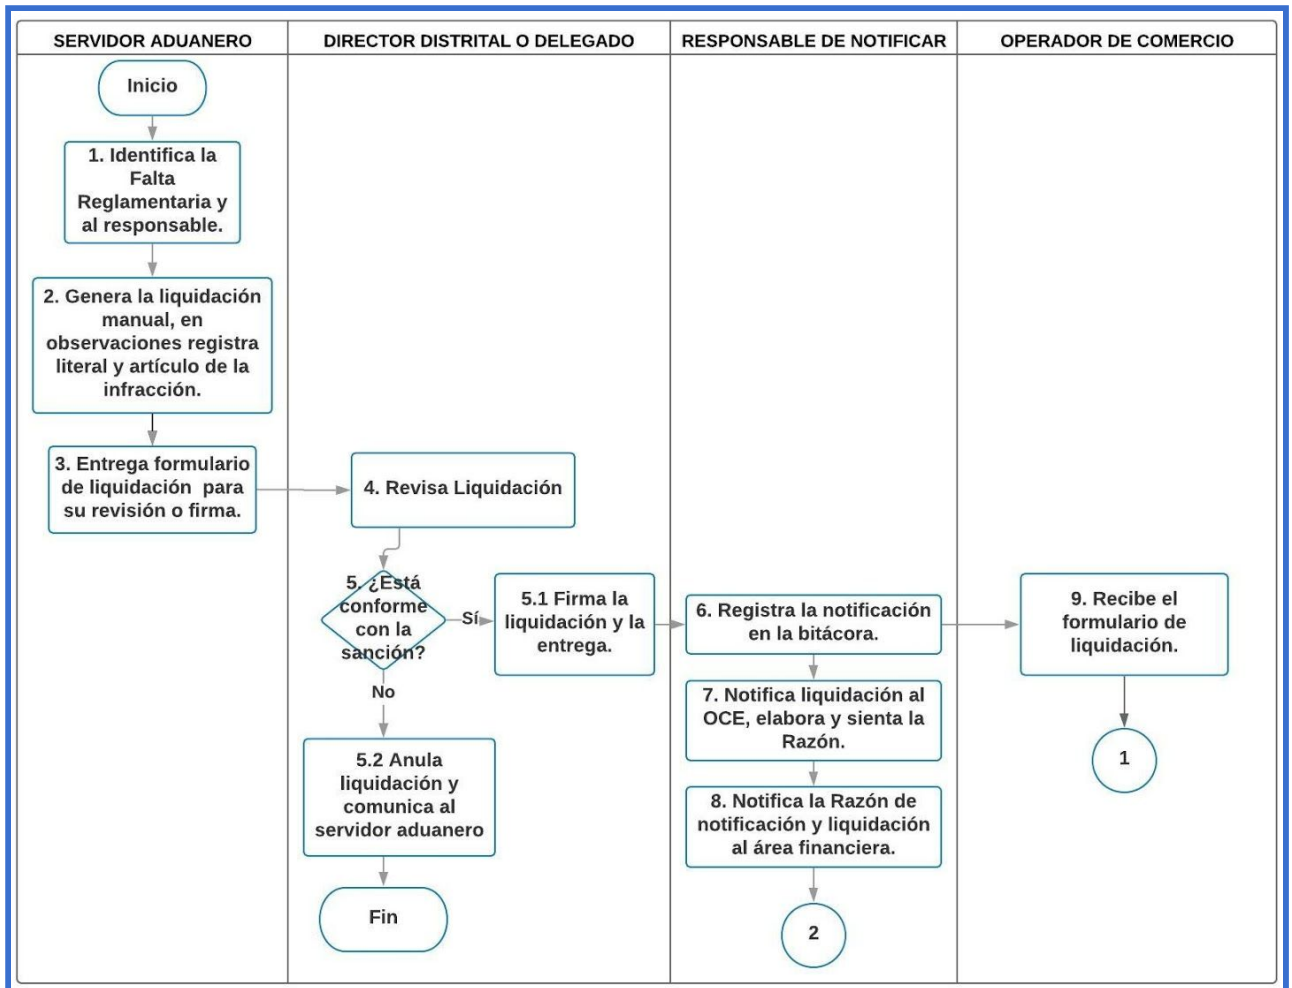 SERVIDOR ADUANERO
DIRECTOR DISTRITAL O DELEGADO
RESPONSABLE DE NOTIFICAR
OPERADOR DE COMERCIO
Inicio
1. Identifica la
Falta
Reglamentaria y
al responsable.
2. Genera la liquidación
manual, en
observaciones registra
literal y artículo de la
infracción.
3. Entrega formulario
de liquidación para
su revisión o firma.
4. Revisa Liquidación
5. ¿Está
conforme
con la
sanción?
Sí
No
5.1 Firma la
liquidación y la
entrega.
5.2 Anula
liquidación y
comunica al
servidor aduanero
Fin
6. Registra la notificación
en la bitácora.
7. Notifica liquidación al
OCE, elabora y sienta la
Razón.
8. Notifica la Razón de
notificación y liquidación
al área financiera.
2
9. Recibe el
formulario de
liquidación.
1